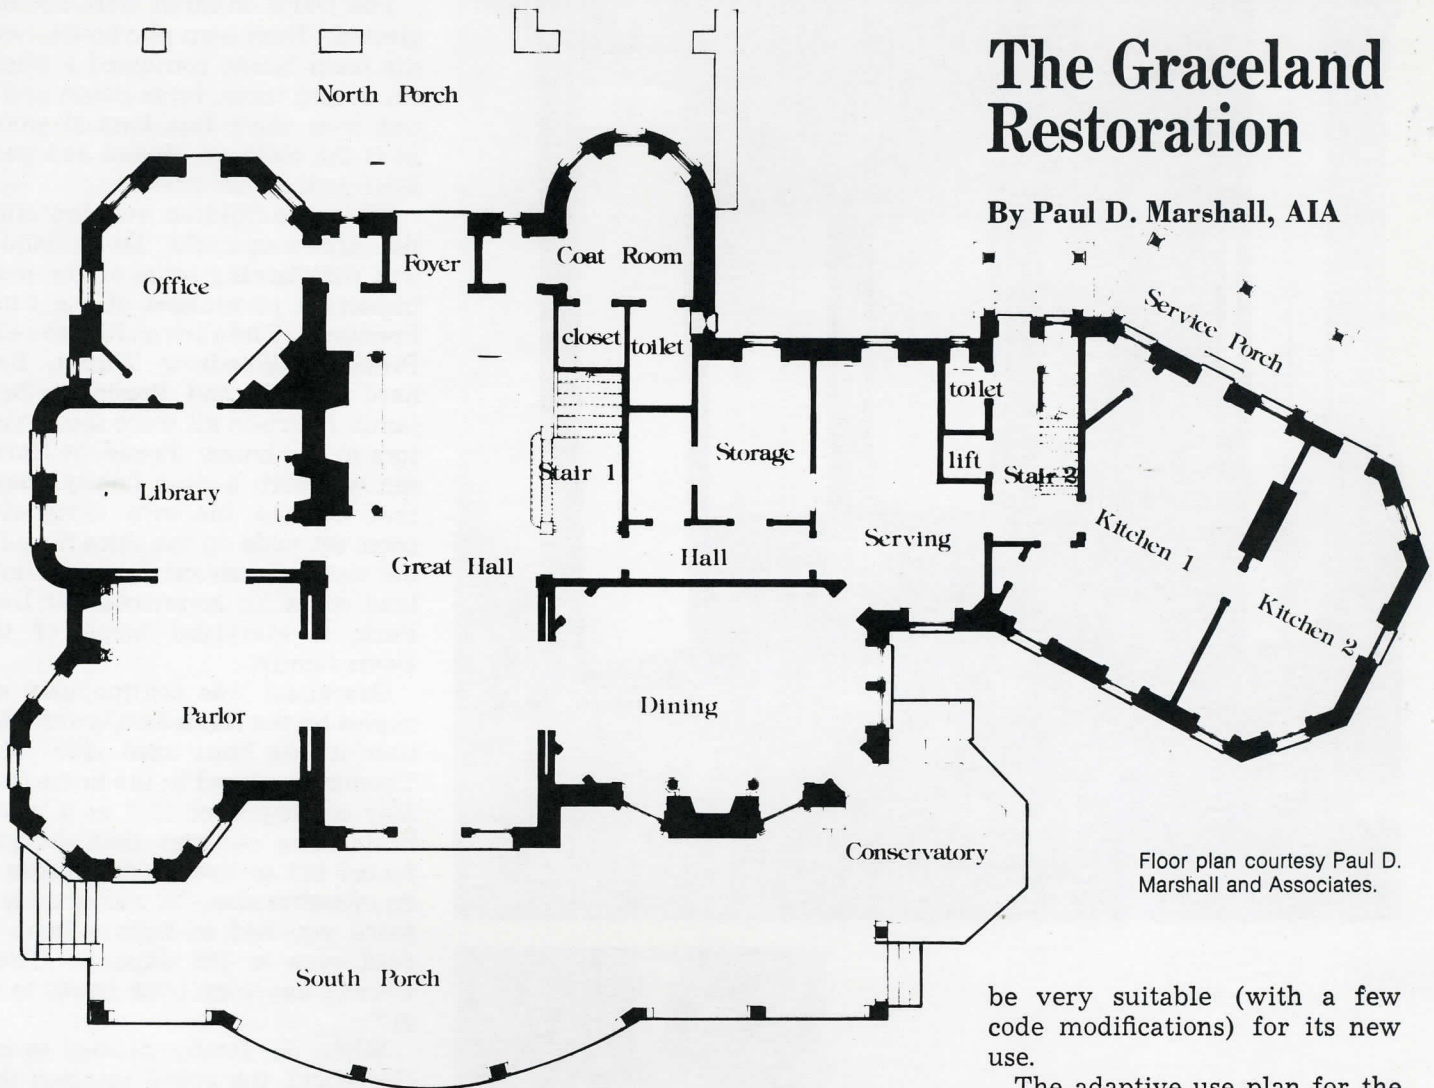 The Graceland
Restoration
By Paul D. Marshall, AIA
North Porch
Office
Foyer
Coat Room
closet
toilet
Service Porch
toilet
Library
Stair 1
Storage
lift
Stair 2
Great Hall
Hall
Serving
Kitchen 1
Kitchen 2
Parlor
Dining
Conservatory
South Porch
Floor plan courtesy Paul D.
Marshall and Associates.
be very suitable (with a few
code modifications) for its new
use.
The adaptive use plan for the